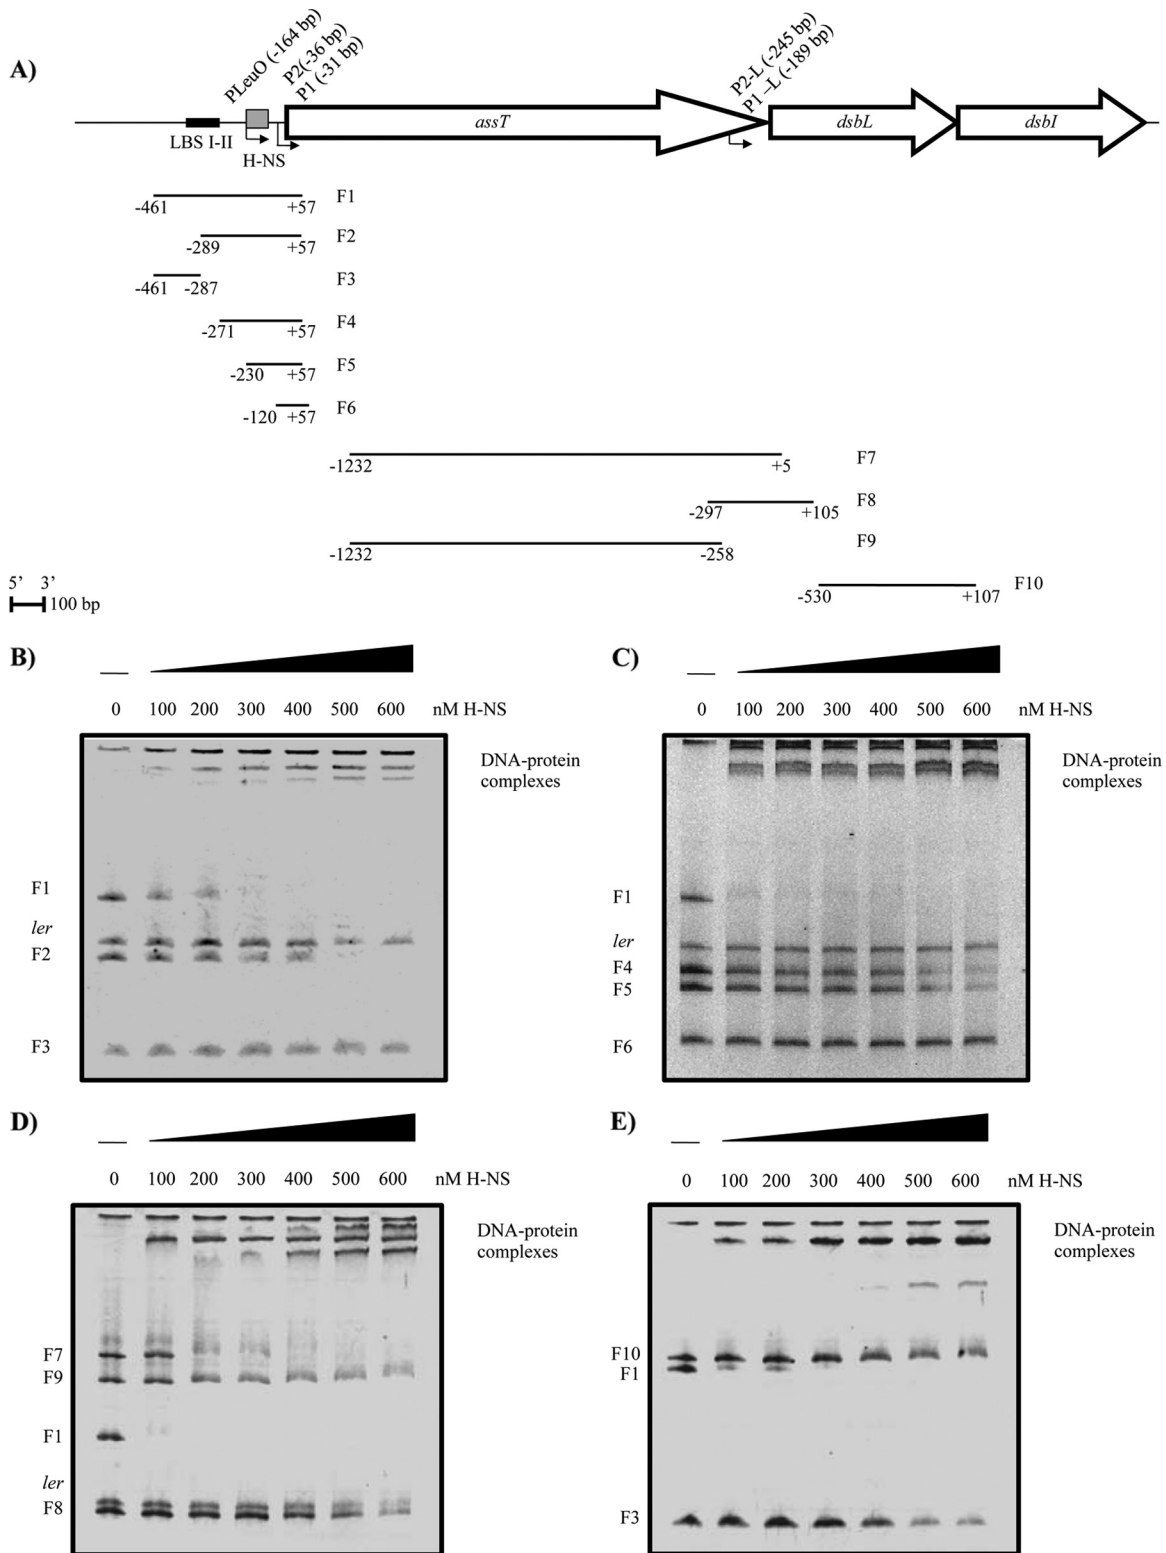 A)
PLeuO (-164 bp)
P2(-36 bp)
P1 (-31 bp)
P2-L (-245 bp)
P1 -L (-189 bp)
assT
dsbL
dsbI
LBS I-II
H-NS
-461 +57 F1
-289 +57 F2
-461 -287 F3
-271 +57 F4
-230 +57 F5
-120 +57 F6
-1232 +5 F7
-297 +105 F8
-1232 -258 F9
-530 +107 F10
5' 3'
100 bp
B)
0 100 200 300 400 500 600 nM H-NS
DNA-protein
complexes
F1
ler
F2
F3
C)
0 100 200 300 400 500 600 nM H-NS
DNA-protein
complexes
F1
ler
F4
F5
F6
D)
0 100 200 300 400 500 600 nM H-NS
DNA-protein
complexes
F7
F9
F1
ler
F8
E)
0 100 200 300 400 500 600 nM H-NS
DNA-protein
complexes
F10
F1
F3